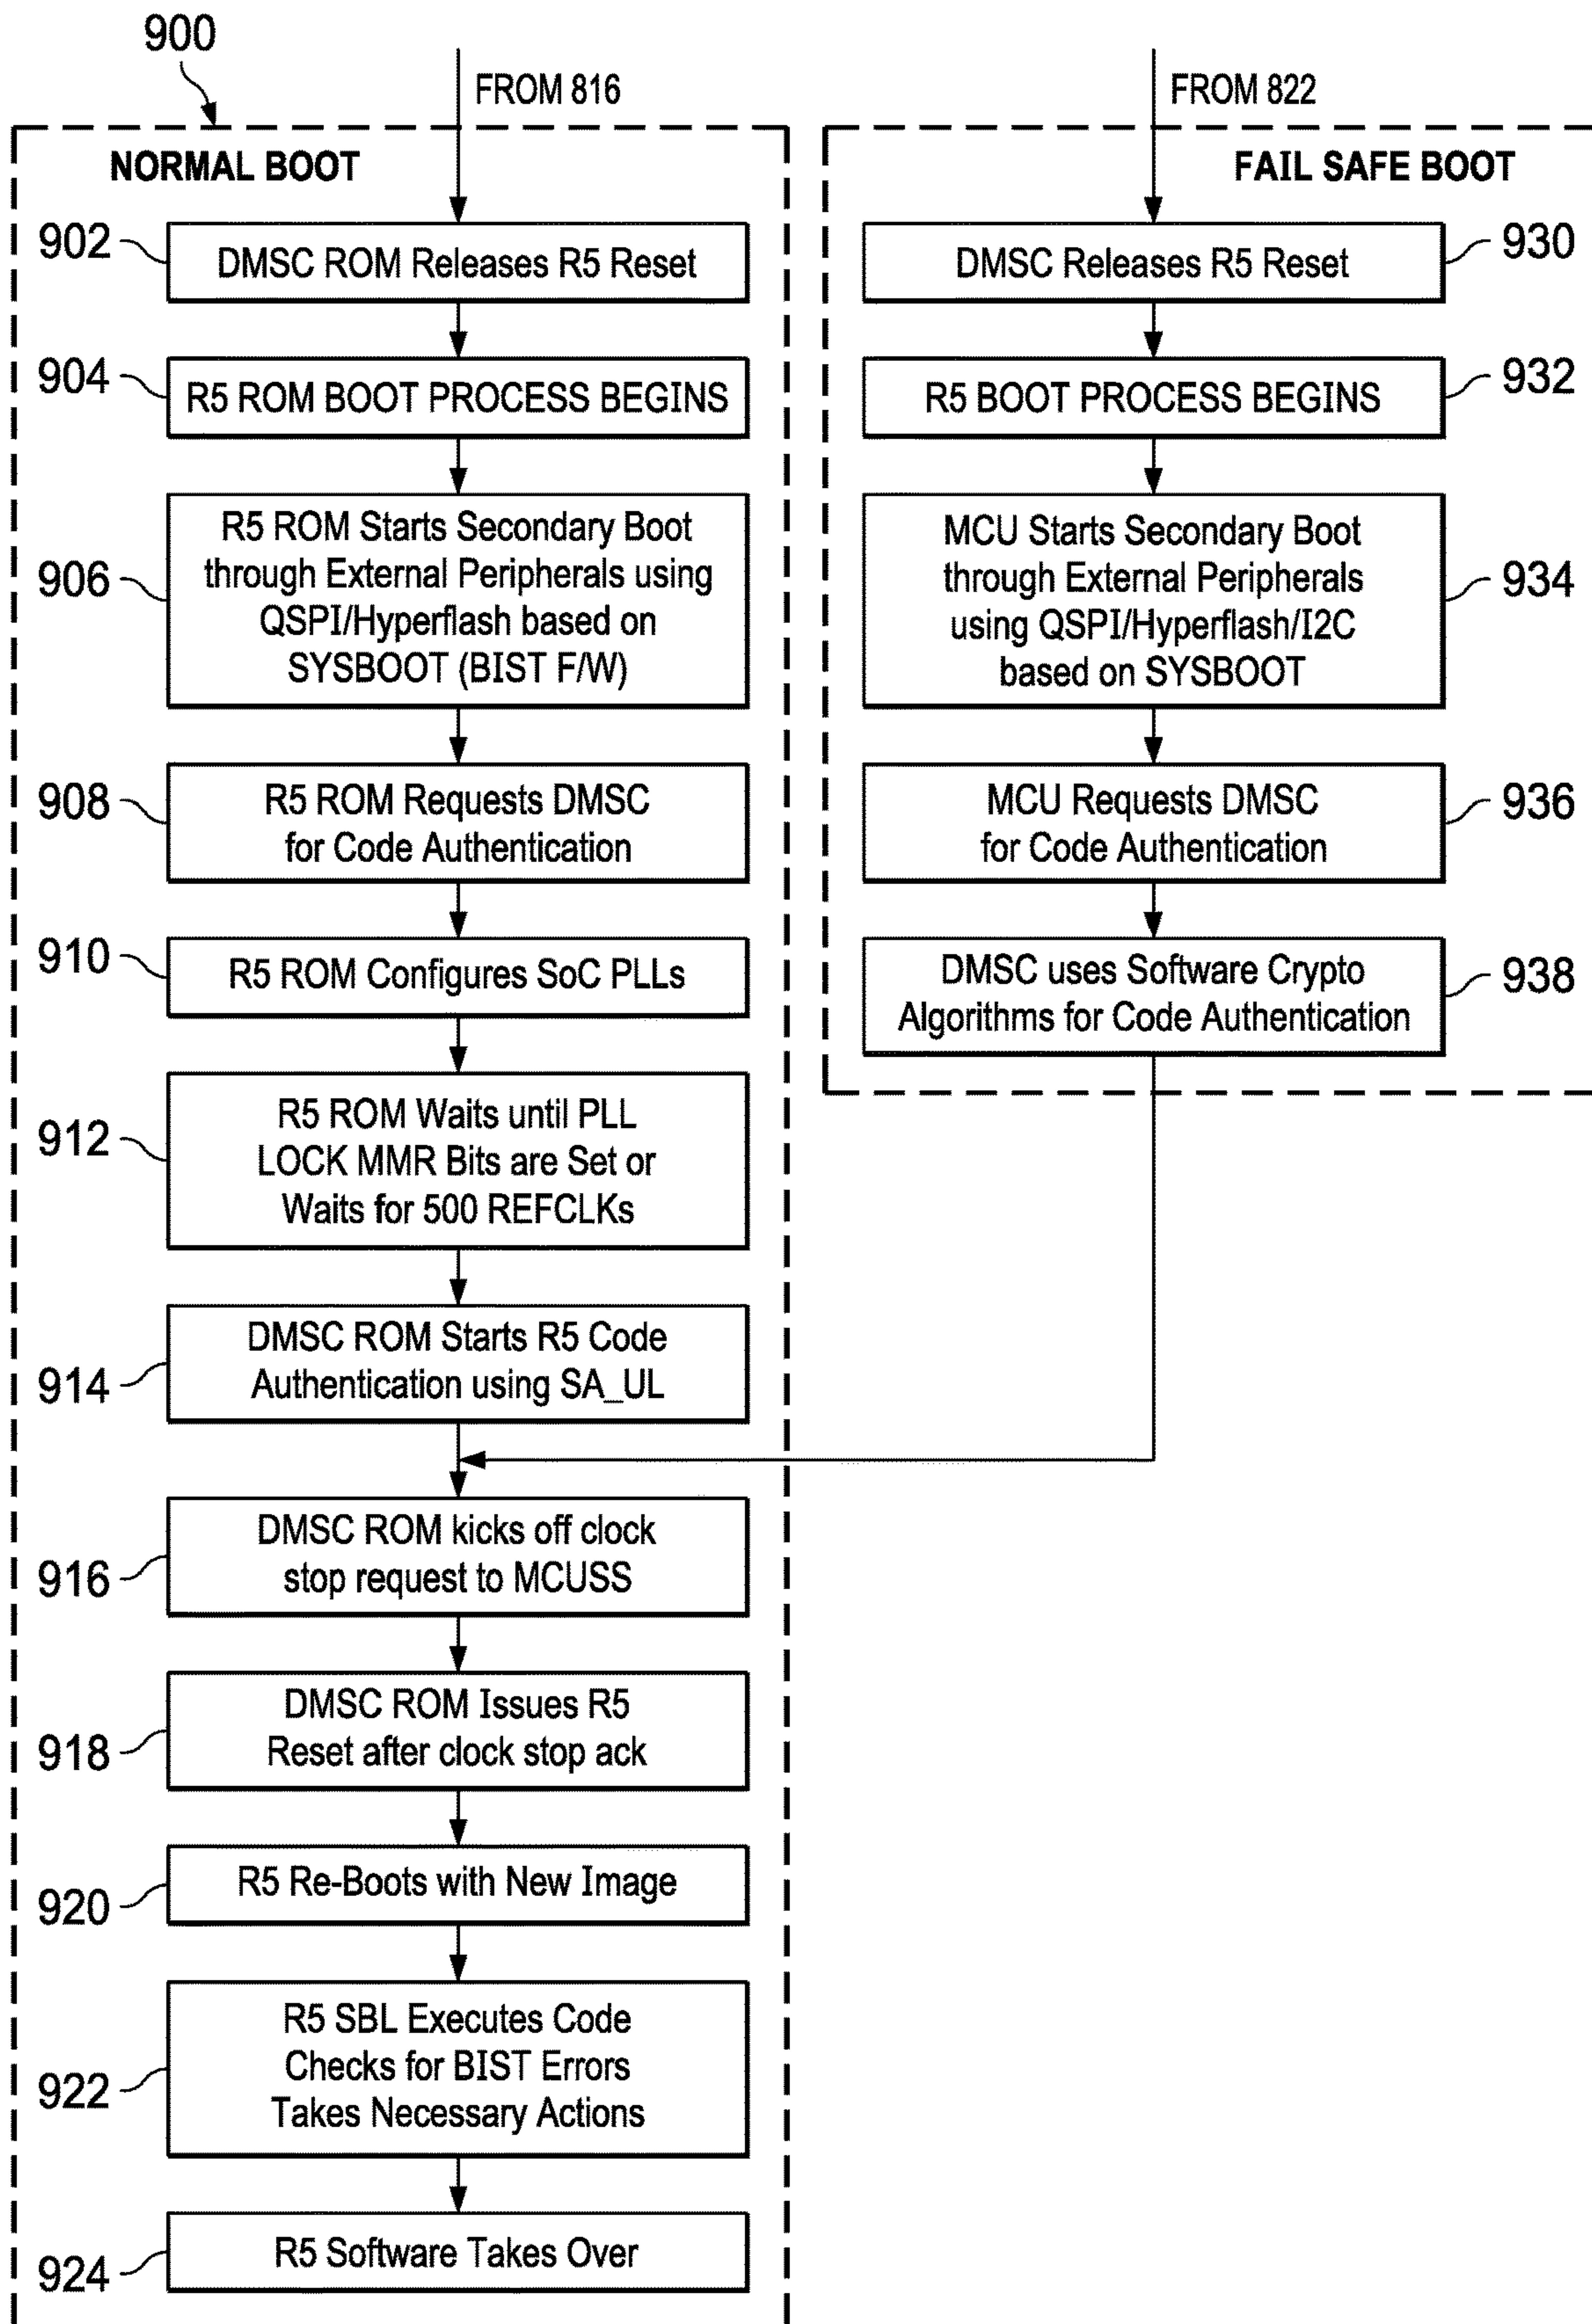 900
FROM 816
NORMAL BOOT
902
DMSC ROM Releases R5 Reset
904
R5 ROM BOOT PROCESS BEGINS
906
R5 ROM Starts Secondary Boot
through External Peripherals using
QSPI/Hyperflash based on
SYSBOOT (BIST F/W)
908
R5 ROM Requests DMSC
for Code Authentication
910
R5 ROM Configures SoC PLLs
912
R5 ROM Waits until PLL
LOCK MMR Bits are Set or
Waits for 500 REFCLKs
914
DMSC ROM Starts R5 Code
Authentication using SA_UL
916
DMSC ROM kicks off clock
stop request to MCUSS
918
DMSC ROM Issues R5
Reset after clock stop ack
920
R5 Re-Boots with New Image
922
R5 SBL Executes Code
Checks for BIST Errors
Takes Necessary Actions
924
R5 Software Takes Over
FROM 822
FAIL SAFE BOOT
DMSC Releases R5 Reset
930
R5 BOOT PROCESS BEGINS
932
MCU Starts Secondary Boot
through External Peripherals
using QSPI/Hyperflash/I2C
based on SYSBOOT
934
MCU Requests DMSC
for Code Authentication
936
DMSC uses Software Crypto
Algorithms for Code Authentication
938